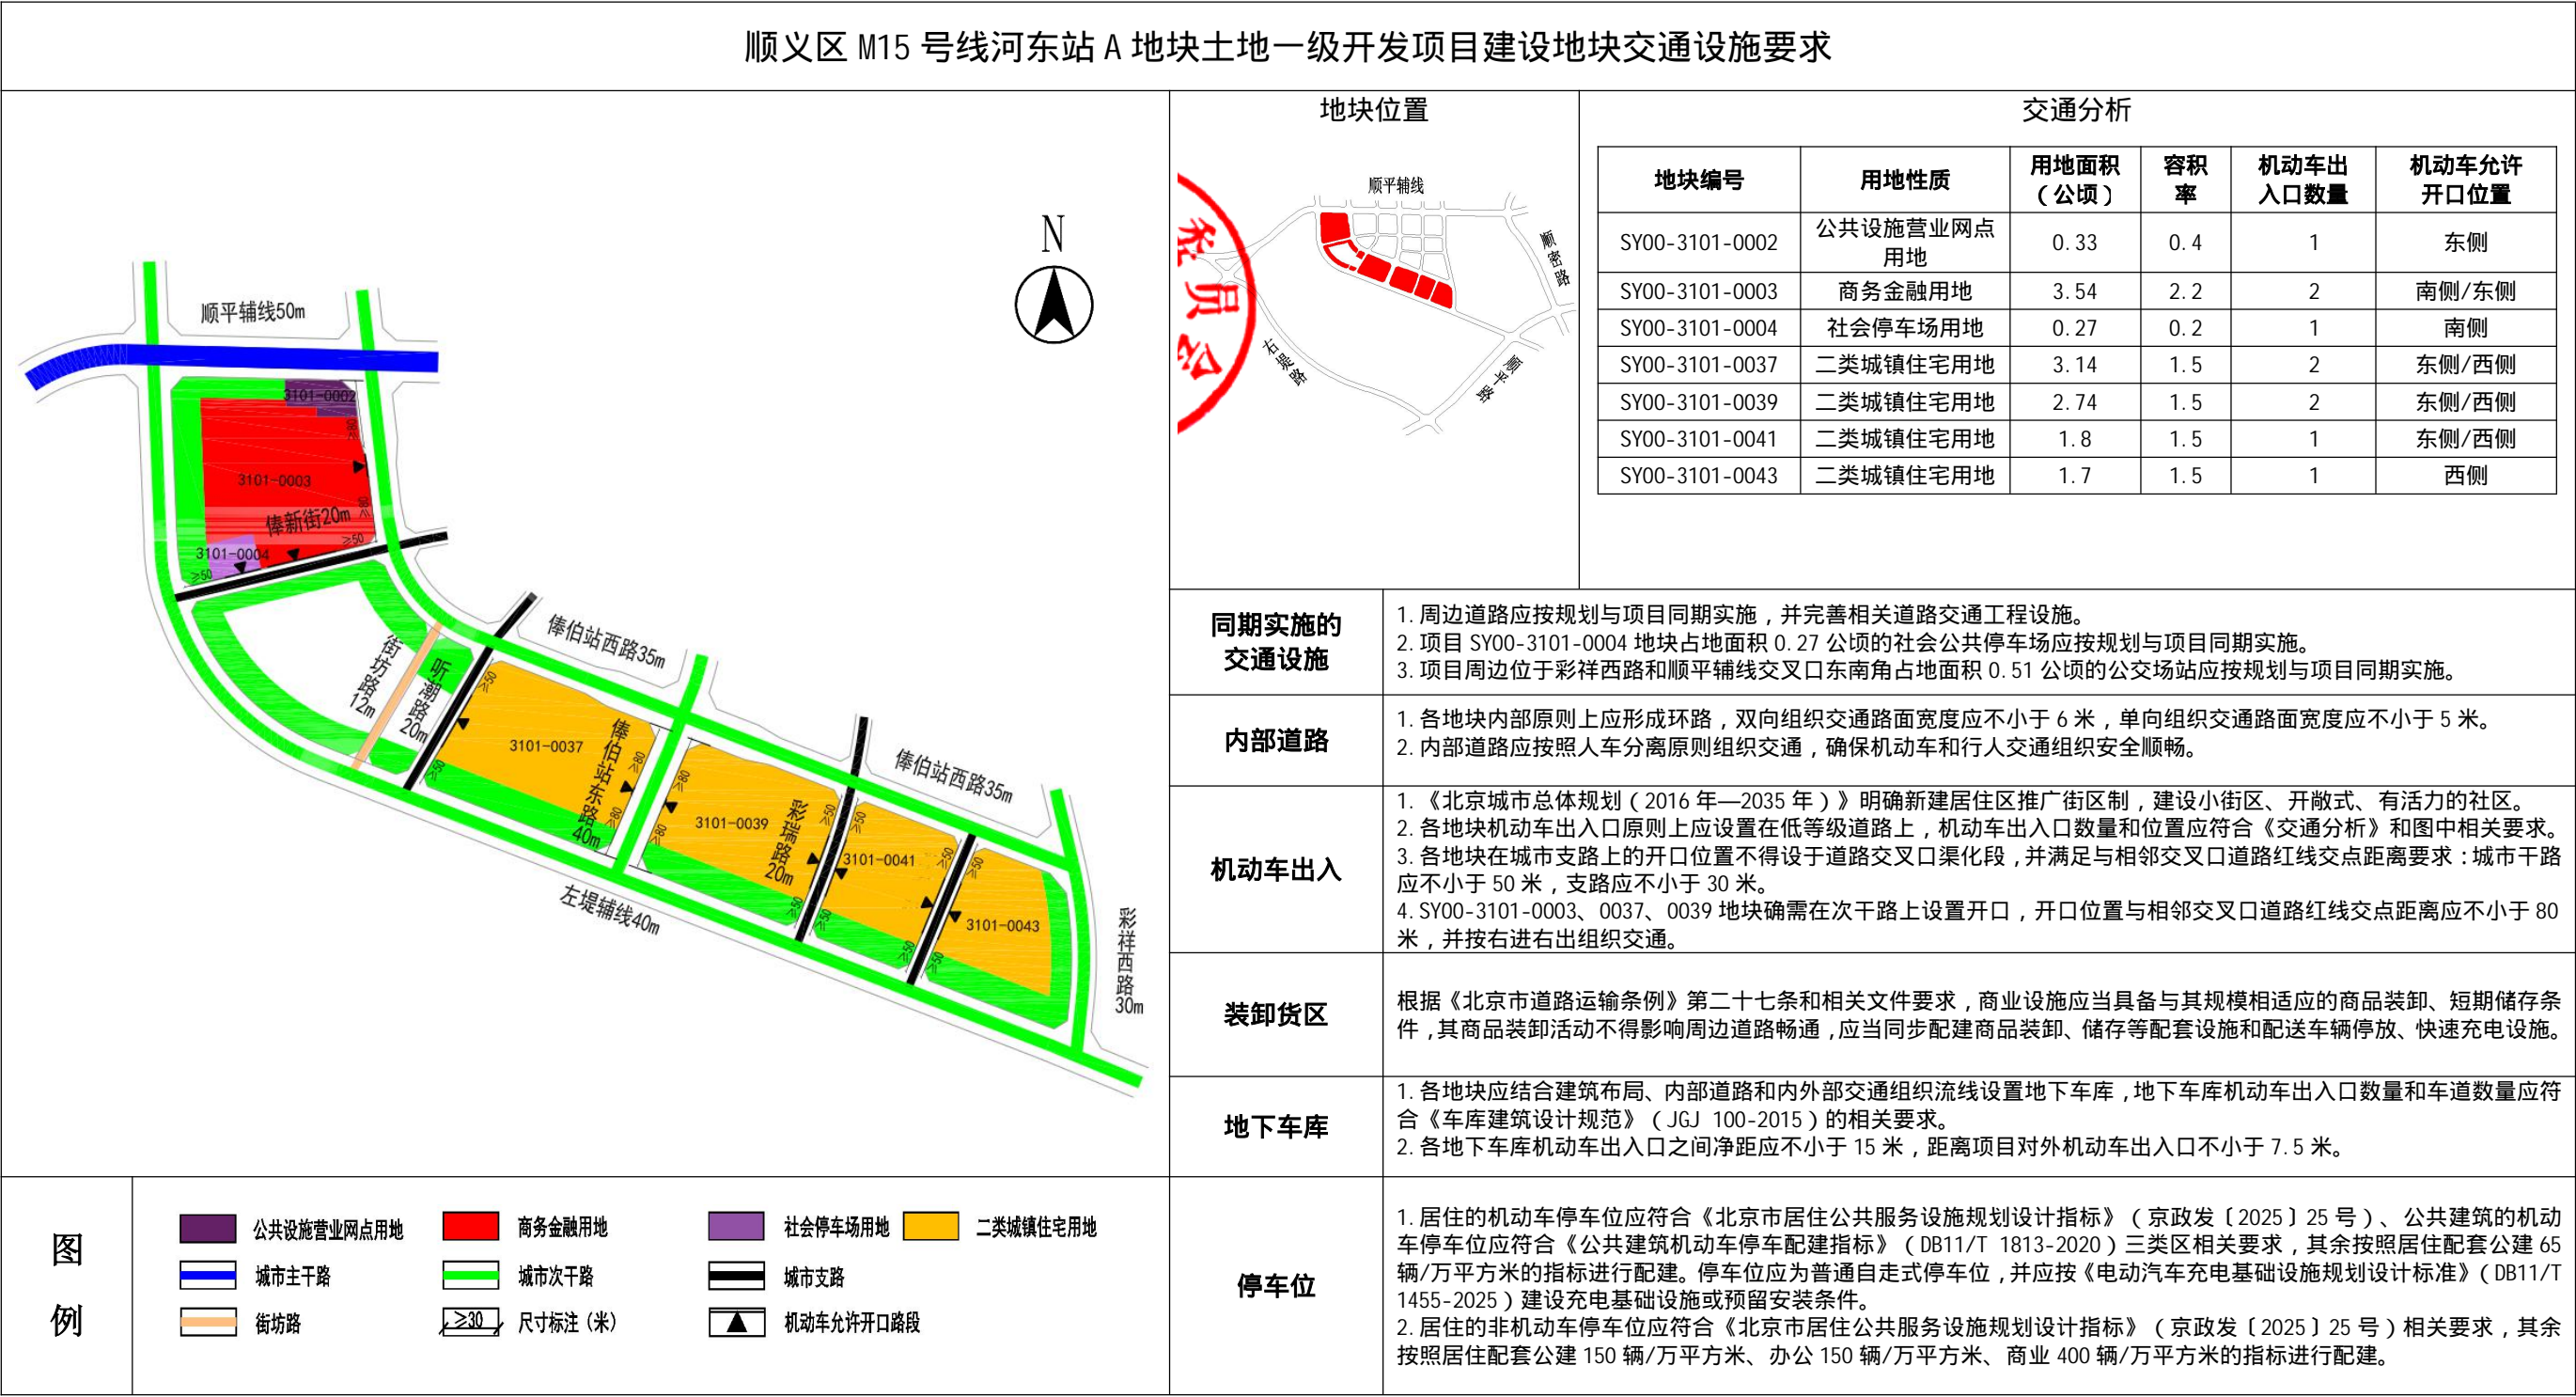 顺义区 M15 号线河东站 A 地块土地一级开发项目建设地块交通设施要求
N
顺平辅线50m
3101-0002
≥80
3101-0003
≥80
俸新街20m
≥50
3101-0004
≥50
街坊路12m
听潮路20m
俸伯站西路35m
≥50
3101-0037
≥50
俸伯站东路40m
≥80
≥80
≥80
3101-0039
≥80
彩瑞路20m
≥50
≥50
俸伯站西路35m
≥50
3101-0041
≥50
≥50
≥50
≥50
3101-0043
≥50
左堤辅线40m
彩祥西路30m
地块位置
顺平辅线
顺密路
右堤路
顺平路
员
交通分析
地块编号 用地性质 用地面积（公顷） 容积率 机动车出入口数量 机动车允许开口位置
SY00-3101-0002 公共设施营业网点用地 0.33 0.4 1 东侧
SY00-3101-0003 商务金融用地 3.54 2.2 2 南侧/东侧
SY00-3101-0004 社会停车场用地 0.27 0.2 1 南侧
SY00-3101-0037 二类城镇住宅用地 3.14 1.5 2 东侧/西侧
SY00-3101-0039 二类城镇住宅用地 2.74 1.5 2 东侧/西侧
SY00-3101-0041 二类城镇住宅用地 1.8 1.5 1 东侧/西侧
SY00-3101-0043 二类城镇住宅用地 1.7 1.5 1 西侧
同期实施的
交通设施
1.周边道路应按规划与项目同期实施，并完善相关道路交通工程设施。
2.项目 SY00-3101-0004 地块占地面积 0.27 公顷的社会公共停车场应按规划与项目同期实施。
3.项目周边位于彩祥西路和顺平辅线交叉口东南角占地面积 0.51 公顷的公交场站应按规划与项目同期实施。
内部道路
1.各地块内部原则上应形成环路，双向组织交通路面宽度应不小于 6 米，单向组织交通路面宽度应不小于 5 米。
2.内部道路应按照人车分离原则组织交通，确保机动车和行人交通组织安全顺畅。
机动车出入
1.《北京城市总体规划（2016 年—2035 年）》明确新建居住区推广街区制，建设小街区、开敞式、有活力的社区。
2.各地块机动车出入口原则上应设置在低等级道路上，机动车出入口数量和位置应符合《交通分析》和图中相关要求。
3.各地块在城市支路上的开口位置不得设于道路交叉口渠化段，并满足与相邻交叉口道路红线交点距离要求：城市干路
应不小于 50 米，支路应不小于 30 米。
4.SY00-3101-0003、0037、0039 地块确需在次干路上设置开口，开口位置与相邻交叉口道路红线交点距离应不小于 80
米，并按右进右出组织交通。
装卸货区
根据《北京市道路运输条例》第二十七条和相关文件要求，商业设施应当具备与其规模相适应的商品装卸、短期储存条
件，其商品装卸活动不得影响周边道路畅通，应当同步配建商品装卸、储存等配套设施和配送车辆停放、快速充电设施。
地下车库
1.各地块应结合建筑布局、内部道路和内外部交通组织流线设置地下车库，地下车库机动车出入口数量和车道数量应符
合《车库建筑设计规范》（JGJ 100-2015）的相关要求。
2.各地下车库机动车出入口之间净距应不小于 15 米，距离项目对外机动车出入口不小于 7.5 米。
停车位
1.居住的机动车停车位应符合《北京市居住公共服务设施规划设计指标》（京政发〔2025〕25 号）、公共建筑的机动
车停车位应符合《公共建筑机动车停车配建指标》（DB11/T 1813-2020）三类区相关要求，其余按照居住配套公建 65
辆/万平方米的指标进行配建。停车位应为普通自走式停车位，并应按《电动汽车充电基础设施规划设计标准》（DB11/T
1455-2025）建设充电基础设施或预留安装条件。
2.居住的非机动车停车位应符合《北京市居住公共服务设施规划设计指标》（京政发〔2025〕25 号）相关要求，其余
按照居住配套公建 150 辆/万平方米、办公 150 辆/万平方米、商业 400 辆/万平方米的指标进行配建。
图例
公共设施营业网点用地 商务金融用地 社会停车场用地 二类城镇住宅用地
城市主干路 城市次干路 城市支路
街坊路 ≥30 尺寸标注（米） 机动车允许开口路段